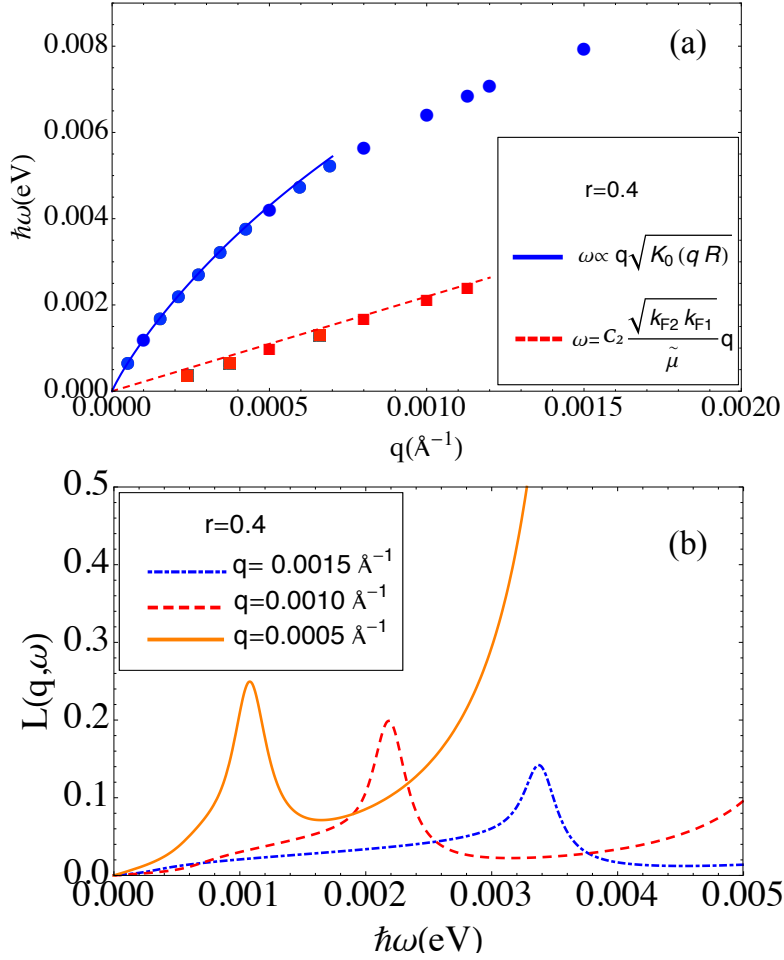 (a)
0.008
0.006
0.004
0.002
0.000
ħω(eV)
r=0.4
ω∝ q√K₀(q R)
ω= C₂ √k_F2 k_F1 / μ̃ q
0.0000 0.0005 0.0010 0.0015 0.0020
q(Å⁻¹)
(b)
0.5
0.4
0.3
0.2
0.1
0.0
L(q,ω)
r=0.4
q= 0.0015 Å⁻¹
q=0.0010 Å⁻¹
q=0.0005 Å⁻¹
0.000 0.001 0.002 0.003 0.004 0.005
ħω(eV)